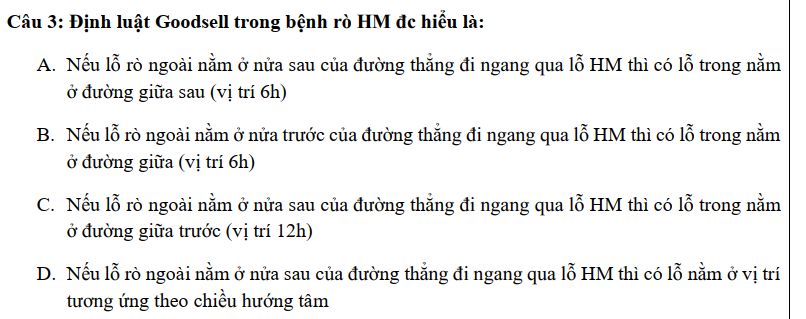 Câu 3: Định luật Goodsell trong bệnh rò HM đc hiểu là:
A. Nếu lỗ rò ngoài nằm ở nửa sau của đường thẳng đi ngang qua lỗ HM thì có lỗ trong nằm
ở đường giữa sau (vị trí 6h)
B. Nếu lỗ rò ngoài nằm ở nửa trước của đường thẳng đi ngang qua lỗ HM thì có lỗ trong nằm
ở đường giữa (vị trí 6h)
C. Nếu lỗ rò ngoài nằm ở nửa sau của đường thẳng đi ngang qua lỗ HM thì có lỗ trong nằm
ở đường giữa trước (vị trí 12h)
D. Nếu lỗ rò ngoài nằm ở nửa sau của đường thẳng đi ngang qua lỗ HM thì có lỗ nằm ở vị trí
tương ứng theo chiều hướng tâm